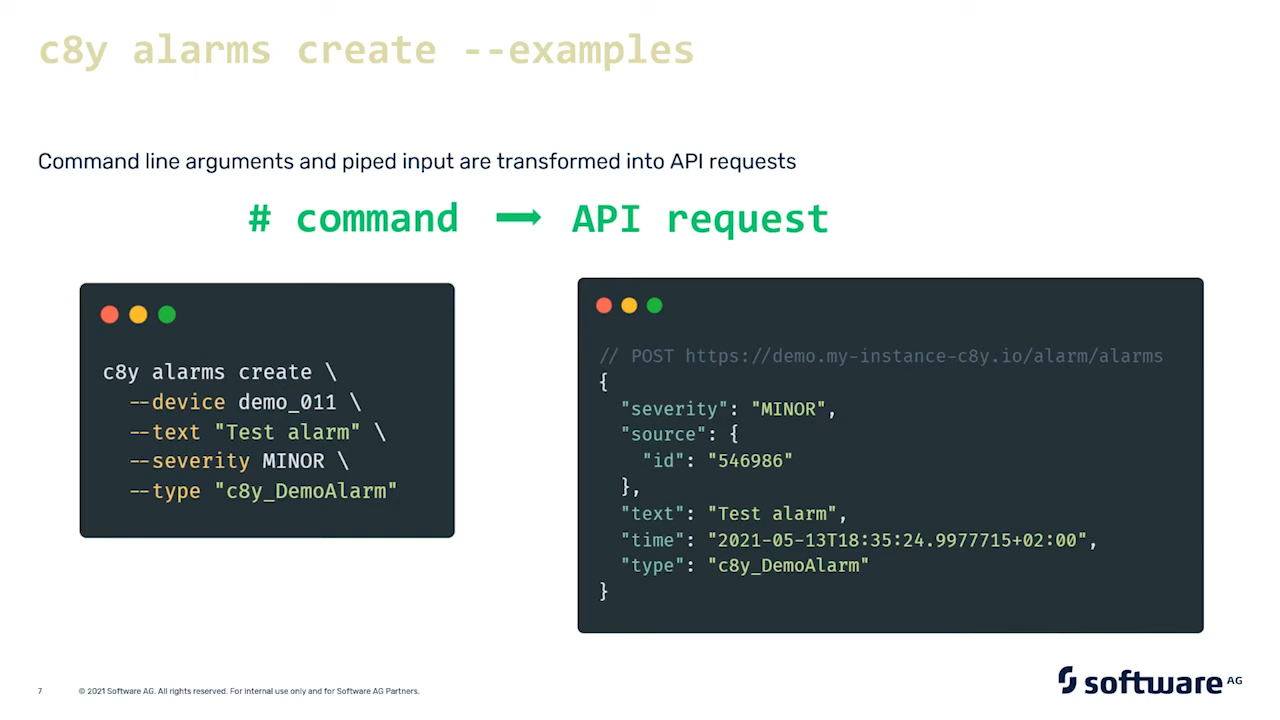 c8y alarms create --examples
Command line arguments and piped input are transformed into API requests
# command → API request
c8y alarms create \
--device demo_011 \
--text "Test alarm" \
--severity MINOR \
--type "c8y_DemoAlarm"
// POST https://demo.my-instance-c8y.io/alarm/alarms
{
"severity": "MINOR",
"source": {
"id": "546986"
},
"text": "Test alarm",
"time": "2021-05-13T18:35:24.9977715+02:00",
"type": "c8y_DemoAlarm"
}
7
© 2021 Software AG. All rights reserved. For internal use only and for Software AG Partners.
software AG